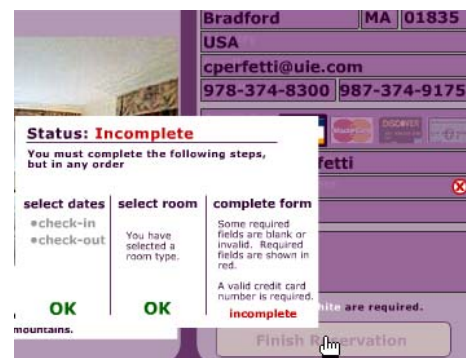 Bradford MA 01835
USA
cperfetti@uie.com
978-374-8300 987-374-9175
MasterCard DISCOVER
Status: Incomplete
fetti
You must complete the following steps,
but in any order
select dates select room complete form
•check-in
•check-out
You have
selected a
room type.
Some required
fields are blank or
invalid. Required
fields are shown in
red.
A valid credit card
number is required.
OK OK incomplete
hite are required.
mountains.
Finish Reservation